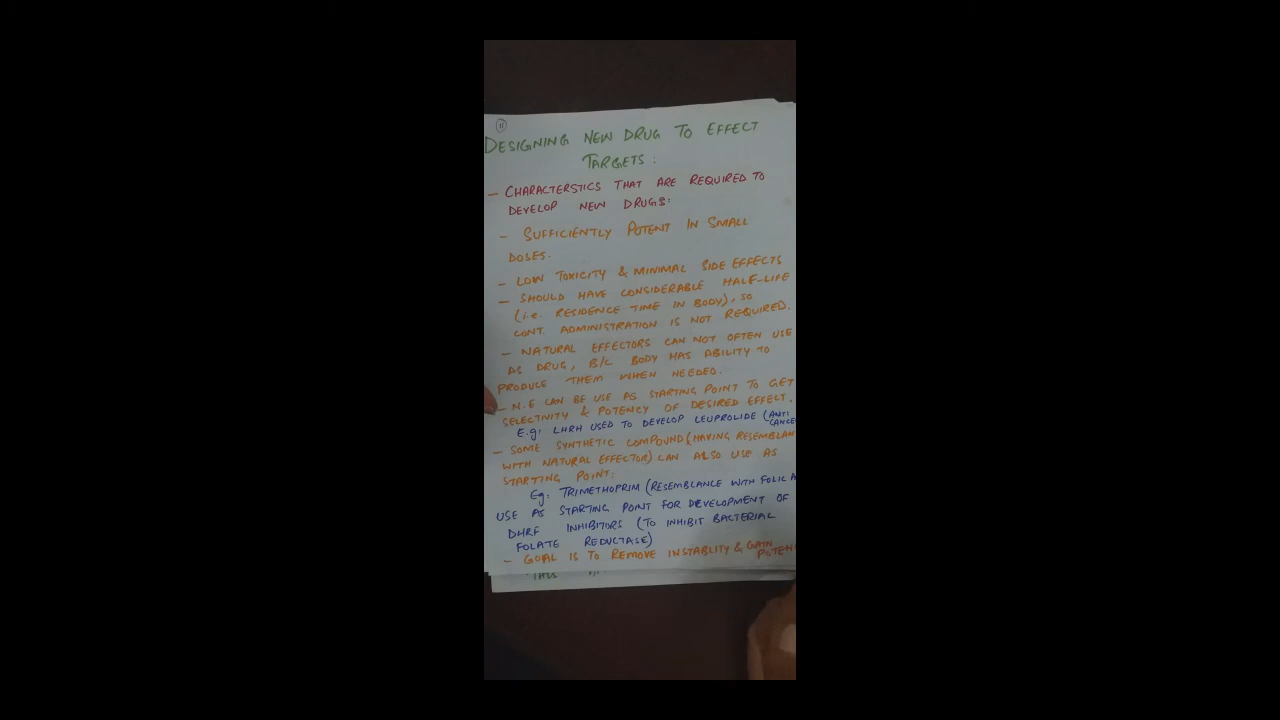 11
DESIGNING NEW DRUG TO EFFECT
TARGETS:
- CHARACTERSTICS THAT ARE REQUIRED TO
DEVELOP NEW DRUGS:
- SUFFICIENTLY POTENT IN SMALL
DOSES.
- LOW TOXICITY & MINIMAL SIDE EFFECTS
- SHOULD HAVE CONSIDERABLE HALF-LIFE
(i.e. RESIDENCE TIME IN BODY), SO
CONT. ADMINISTRATION IS NOT REQUIRED.
- NATURAL EFFECTORS CAN NOT OFTEN USE
AS DRUG, B/C BODY HAS ABILITY TO
PRODUCE THEM WHEN NEEDED.
- N.E CAN BE USE AS STARTING POINT TO GET
SELECTIVITY & POTENCY OF DESIRED EFFECT.
E.g: LHRH USED TO DEVELOP LEUPROLIDE (ANTI
CANCE
- SOME SYNTHETIC COMPOUND (HAVING RESEMBLAN
WITH NATURAL EFFECTOR) CAN ALSO USE AS
STARTING POINT:
Eg: TRIMETHOPRIM (RESEMBLANCE WITH FOLIC A
USE AS STARTING POINT FOR DEVELOPMENT OF
DHRF INHIBITORS (TO INHIBIT BACTERIAL
FOLATE REDUCTASE)
- GOAL IS TO REMOVE INSTABLITY & GAIN
POTEN